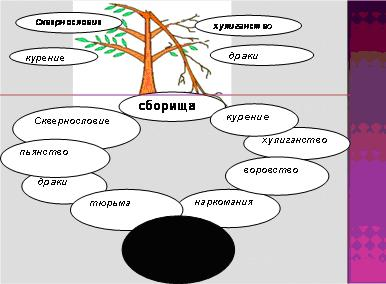 Сквернословие
хулиганство
курение
драки
сборища
Сквернословие
курение
хулиганство
пьянство
воровство
драки
тюрьма
наркомания